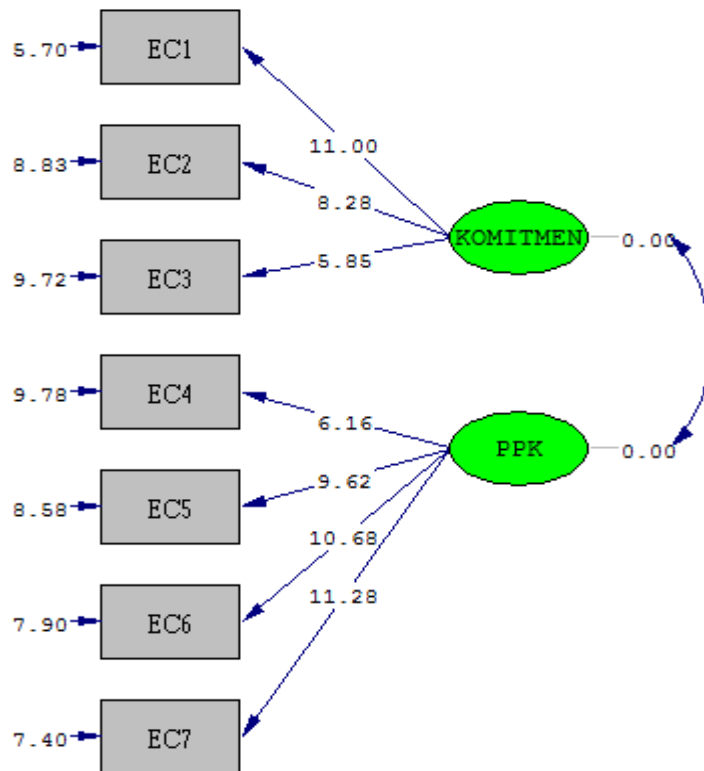 5.70
EC1
11.00
8.83
EC2
8.28
KOMITMEN
0.00
9.72
EC3
5.85
9.78
EC4
6.16
PPK
0.00
8.58
EC5
9.62
10.68
7.90
EC6
11.28
7.40
EC7